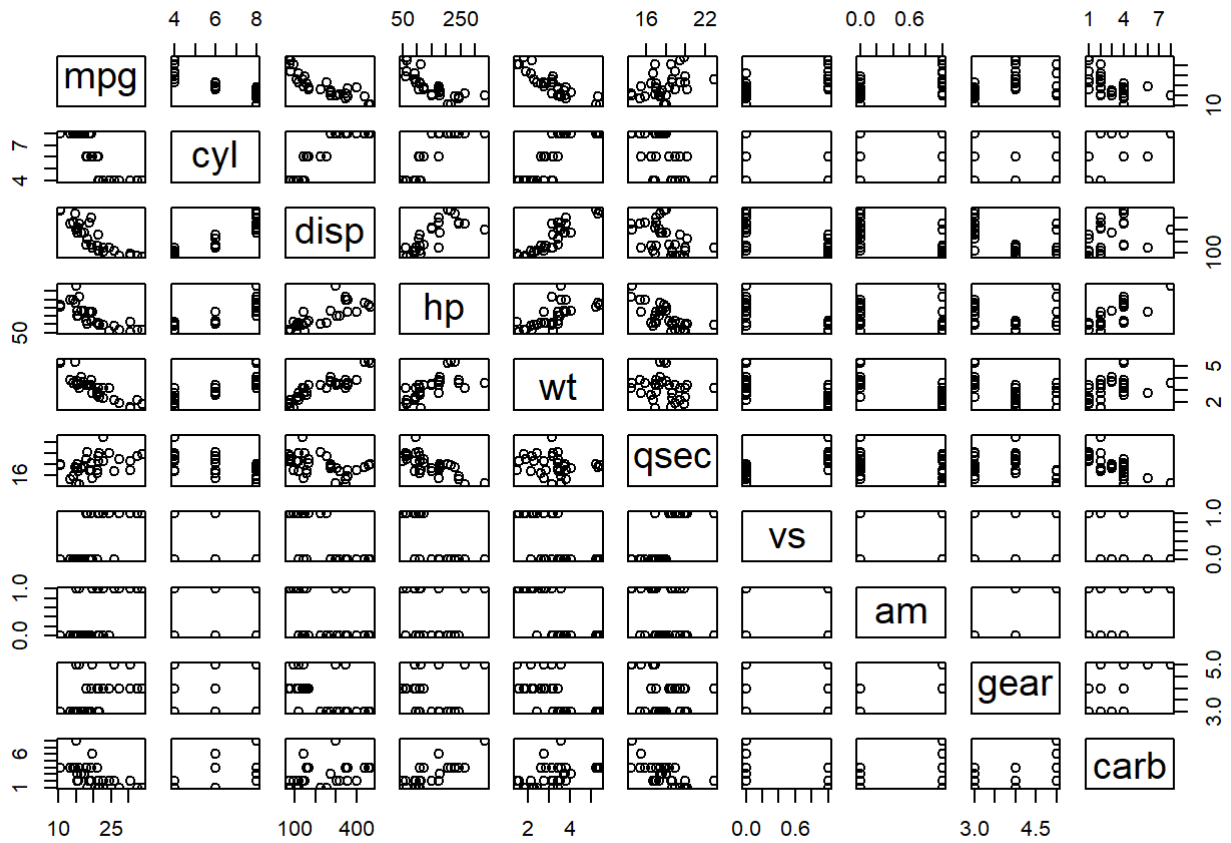 4 6 8 50 250 16 22 0.0 0.6 1 4 7
mpg 10
4 7 cyl
disp 100
50 hp
wt 2 5
16 qsec
vs 0.0 1.0
0.0 1.0 am
gear 3.0 5.0
1 6 carb
10 25 100 400 2 4 0.0 0.6 3.0 4.5